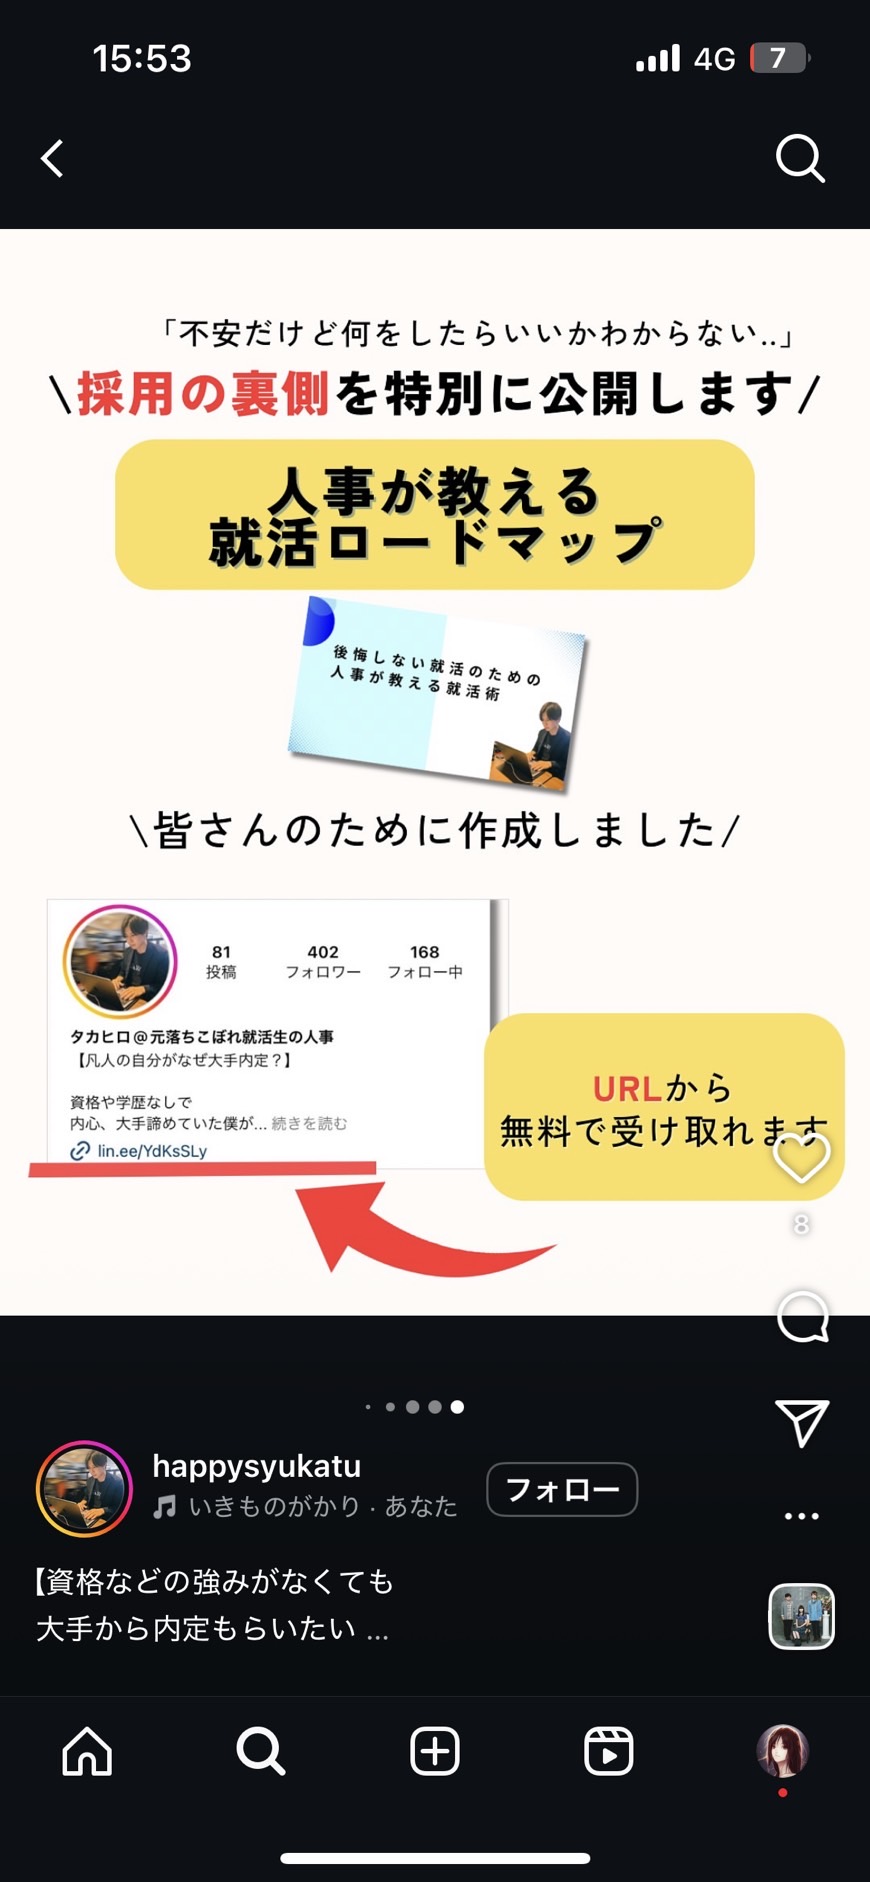 15:53
4G
7
「不安だけど何をしたらいいかわからない..」
\採用の裏側を特別に公開します/
人事が教える
就活ロードマップ
後悔しない就活のための
人事が教える就活術
\皆さんのために作成しました/
81
402
168
投稿
フォロワー
フォロー中
タカヒロ@元落ちこぼれ就活生の人事
【凡人の自分がなぜ大手内定？】
資格や学歴なしで
内心、大手諦めていた僕が... 続きを読む
lin.ee/YdKsSLy
URLから
無料で受け取れます
8
happysyukatu
いきものがかり · あなた
フォロー
【資格などの強みがなくても
大手から内定もらいたい ...